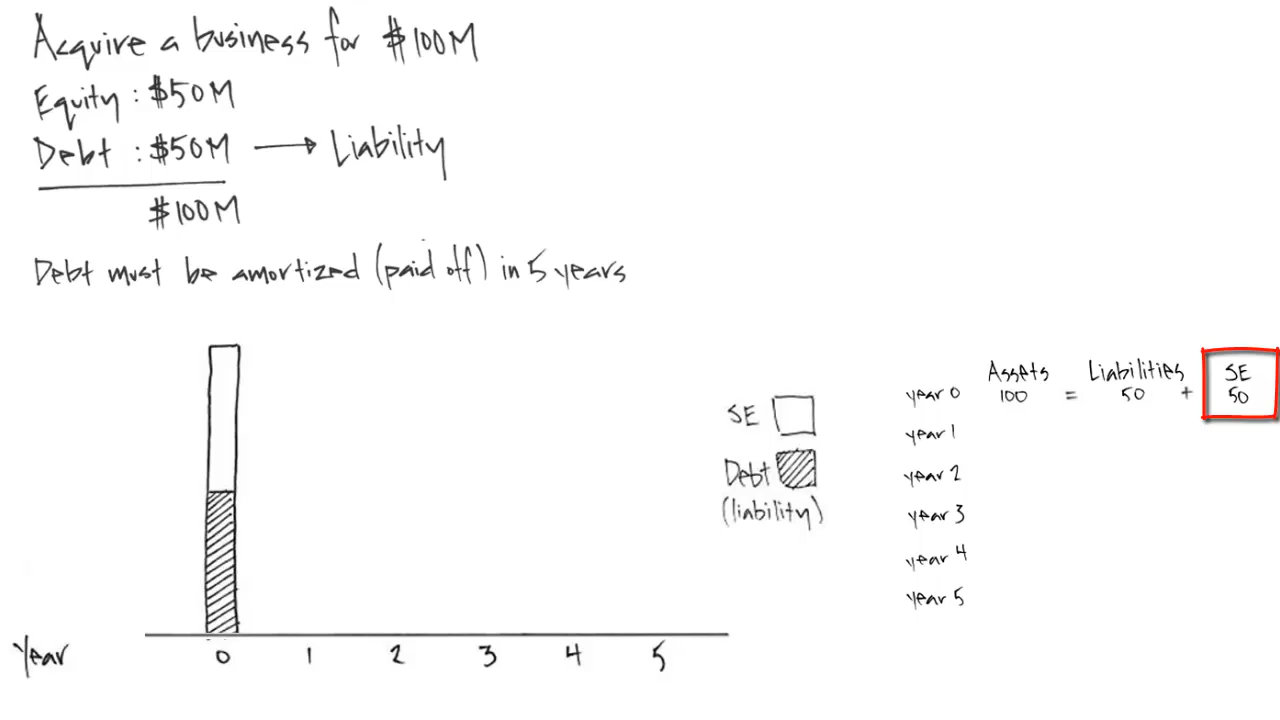 Acquire a business for $100M
Equity : $50M
Debt : $50M → Liability
$100M
Debt must be amortized (paid off) in 5 years
SE
Debt
(liability)
Assets Liabilities SE
year 0 100 = 50 + 50
year 1
year 2
year 3
year 4
year 5
Year 0 1 2 3 4 5